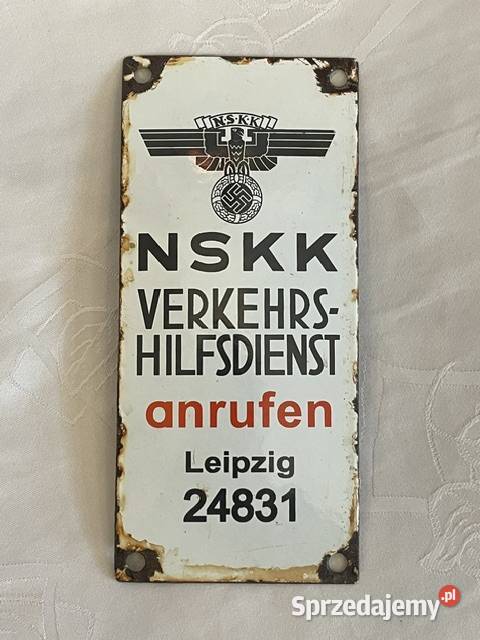 N·S·K·K
NSKK
VERKEHRS-
HILFSDIENST
anrufen
Leipzig
24831
Sprzedajemy.pl